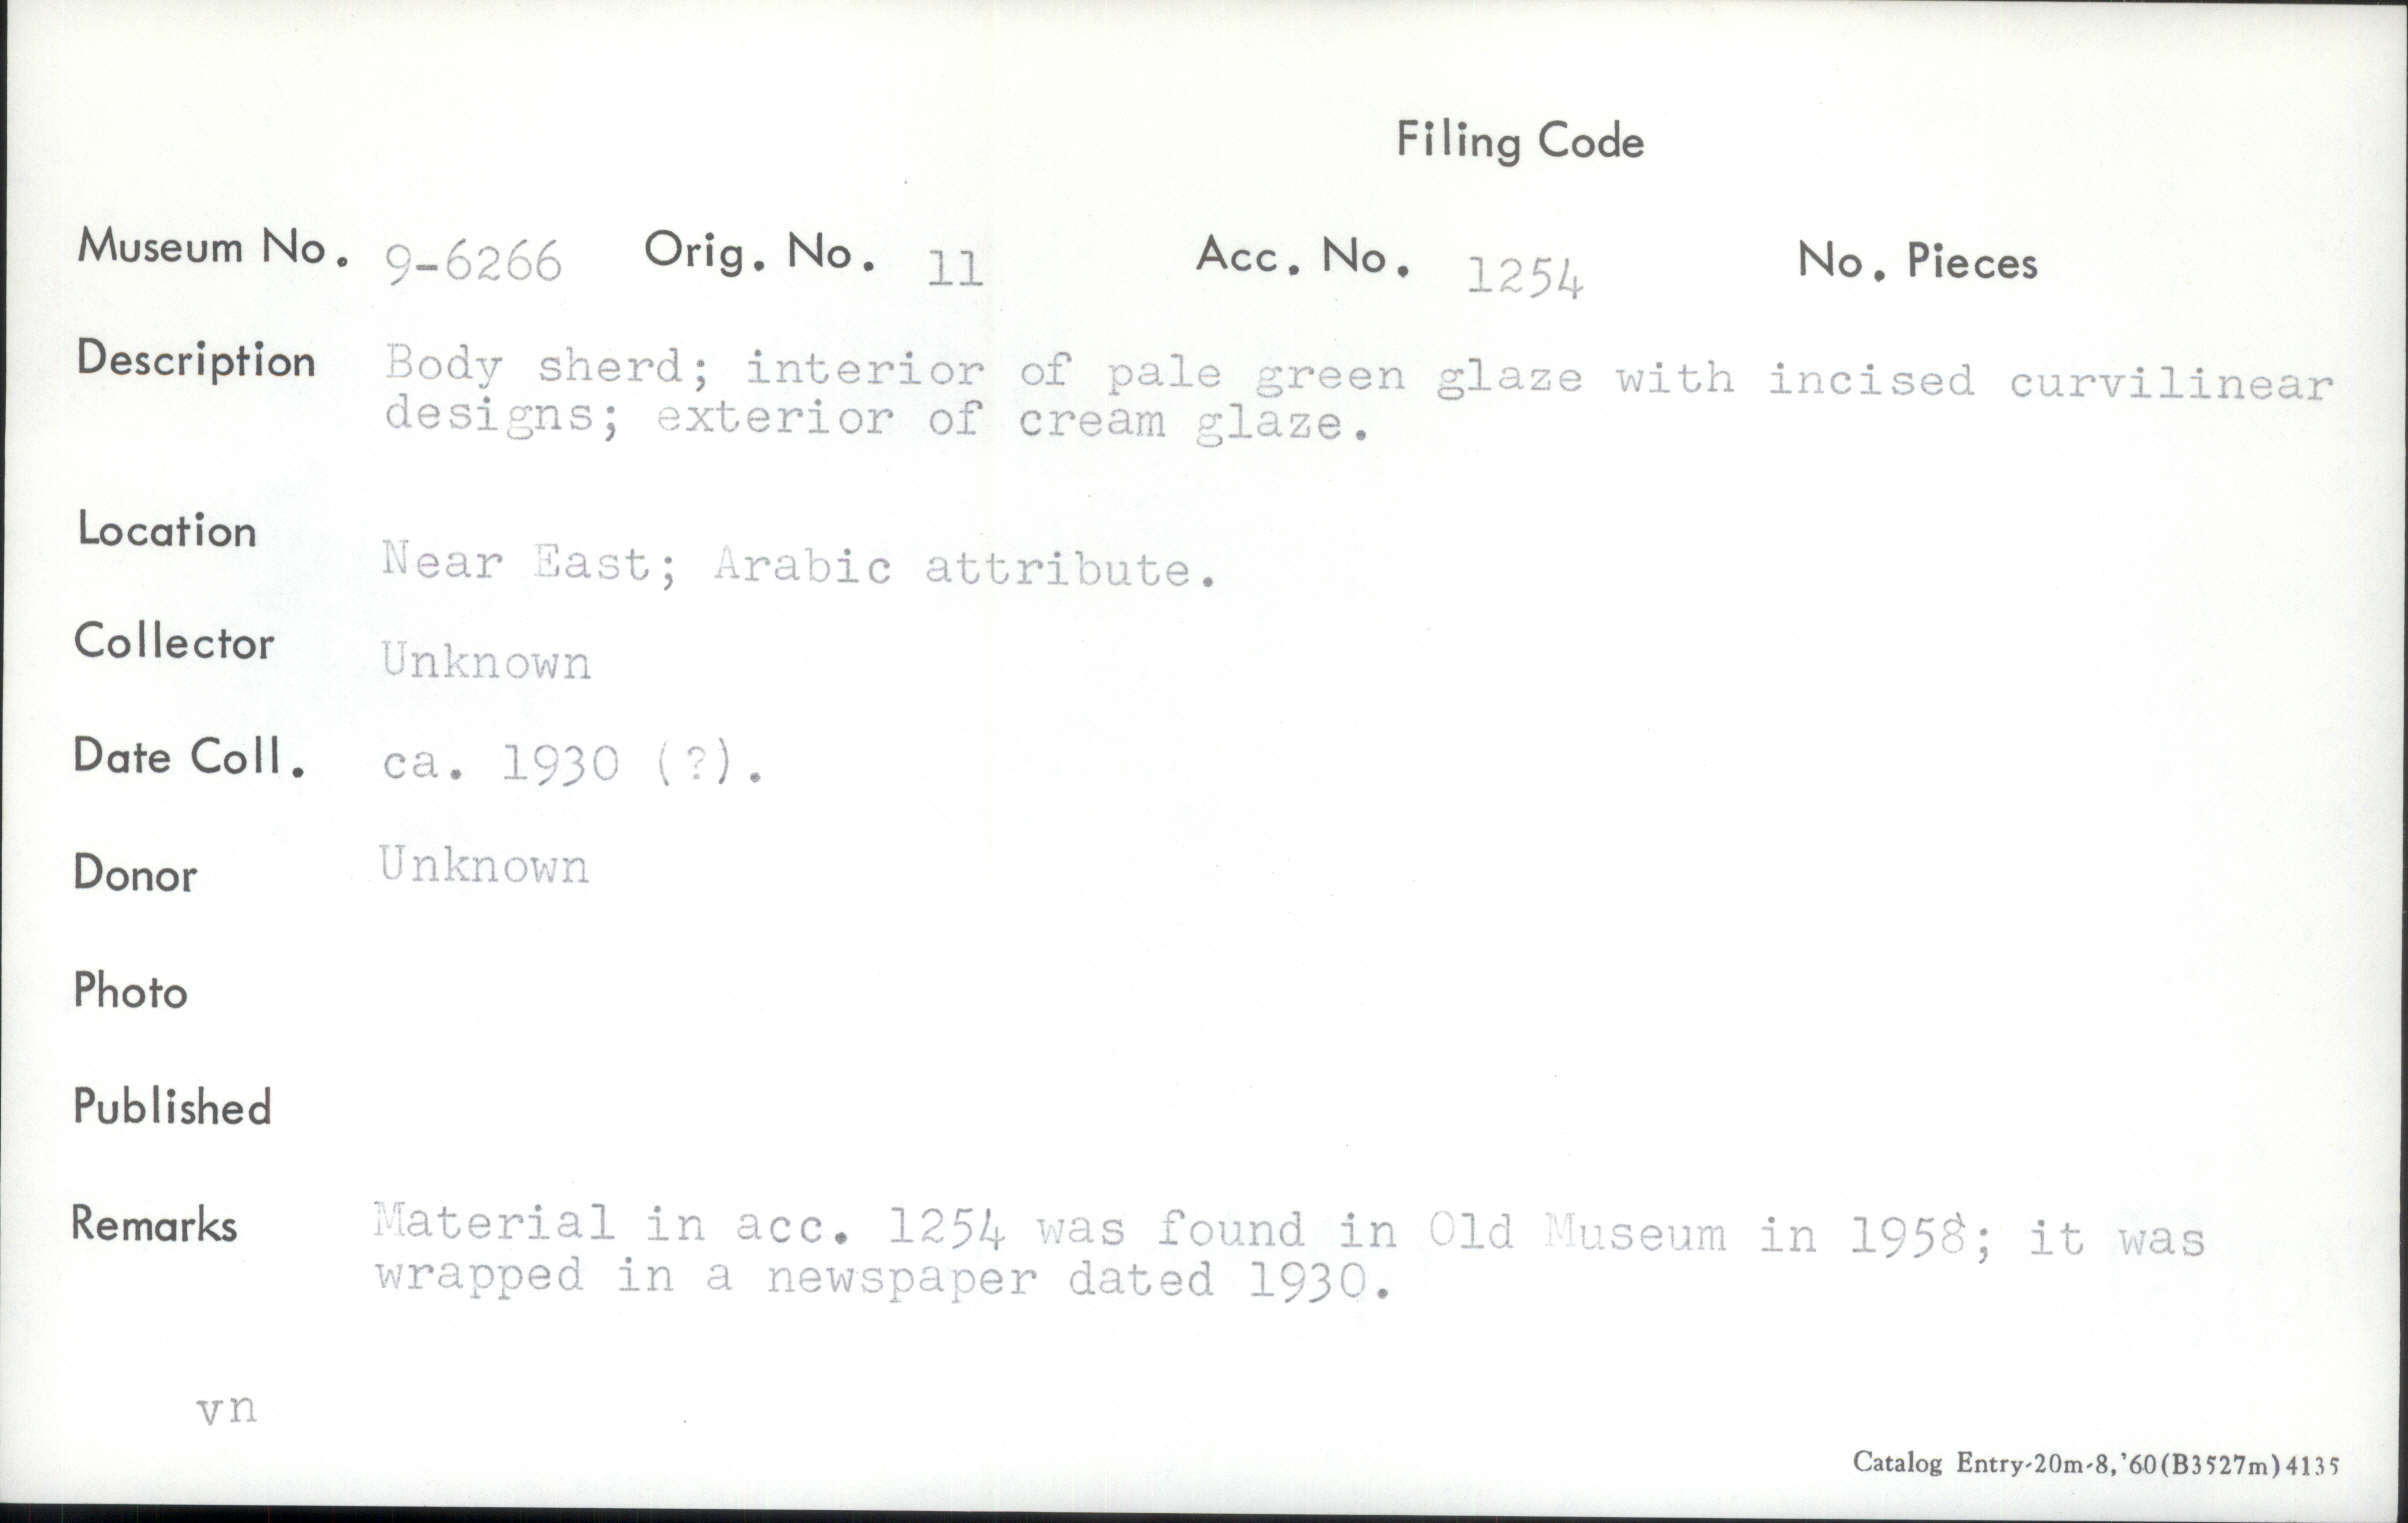 Filing Code
Museum No. 9-6266 Orig. No. 11 Acc. No. 1254 No. Pieces
Description Body sherd; interior of pale green glaze with incised curvilinear
designs; exterior of cream glaze.
Location Near East; Arabic attribute.
Collector Unknown
Date Coll. ca. 1930 (?).
Donor Unknown
Photo
Published
Remarks Material in acc. 1254 was found in Old Museum in 1958; it was
wrapped in a newspaper dated 1930.
vn
Catalog Entry-20m-8,'60(B3527m)4135